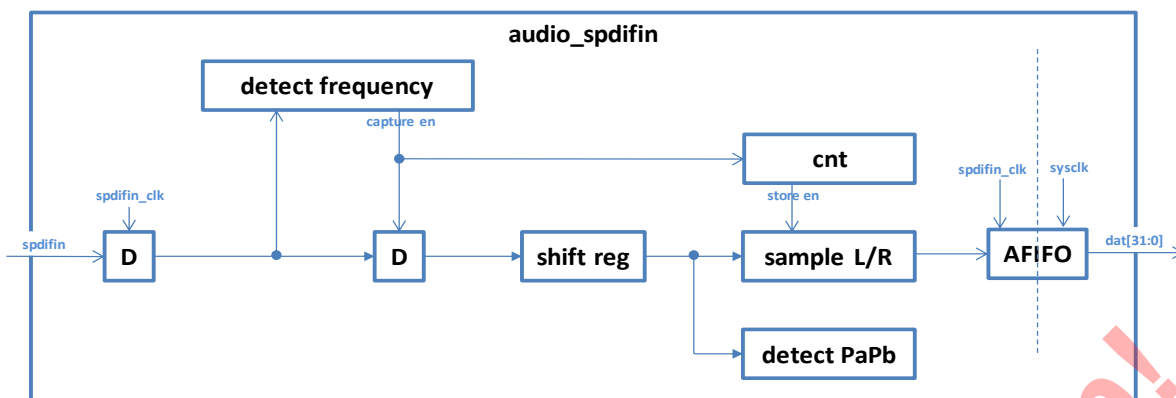 audio_spdifin
detect frequency
capture en
cnt
spdifin_clk
sysclk
spdifin_clk
store en
spdifin
D
D
shift reg
sample L/R
AFIFO
dat[31:0]
detect PaPb
!